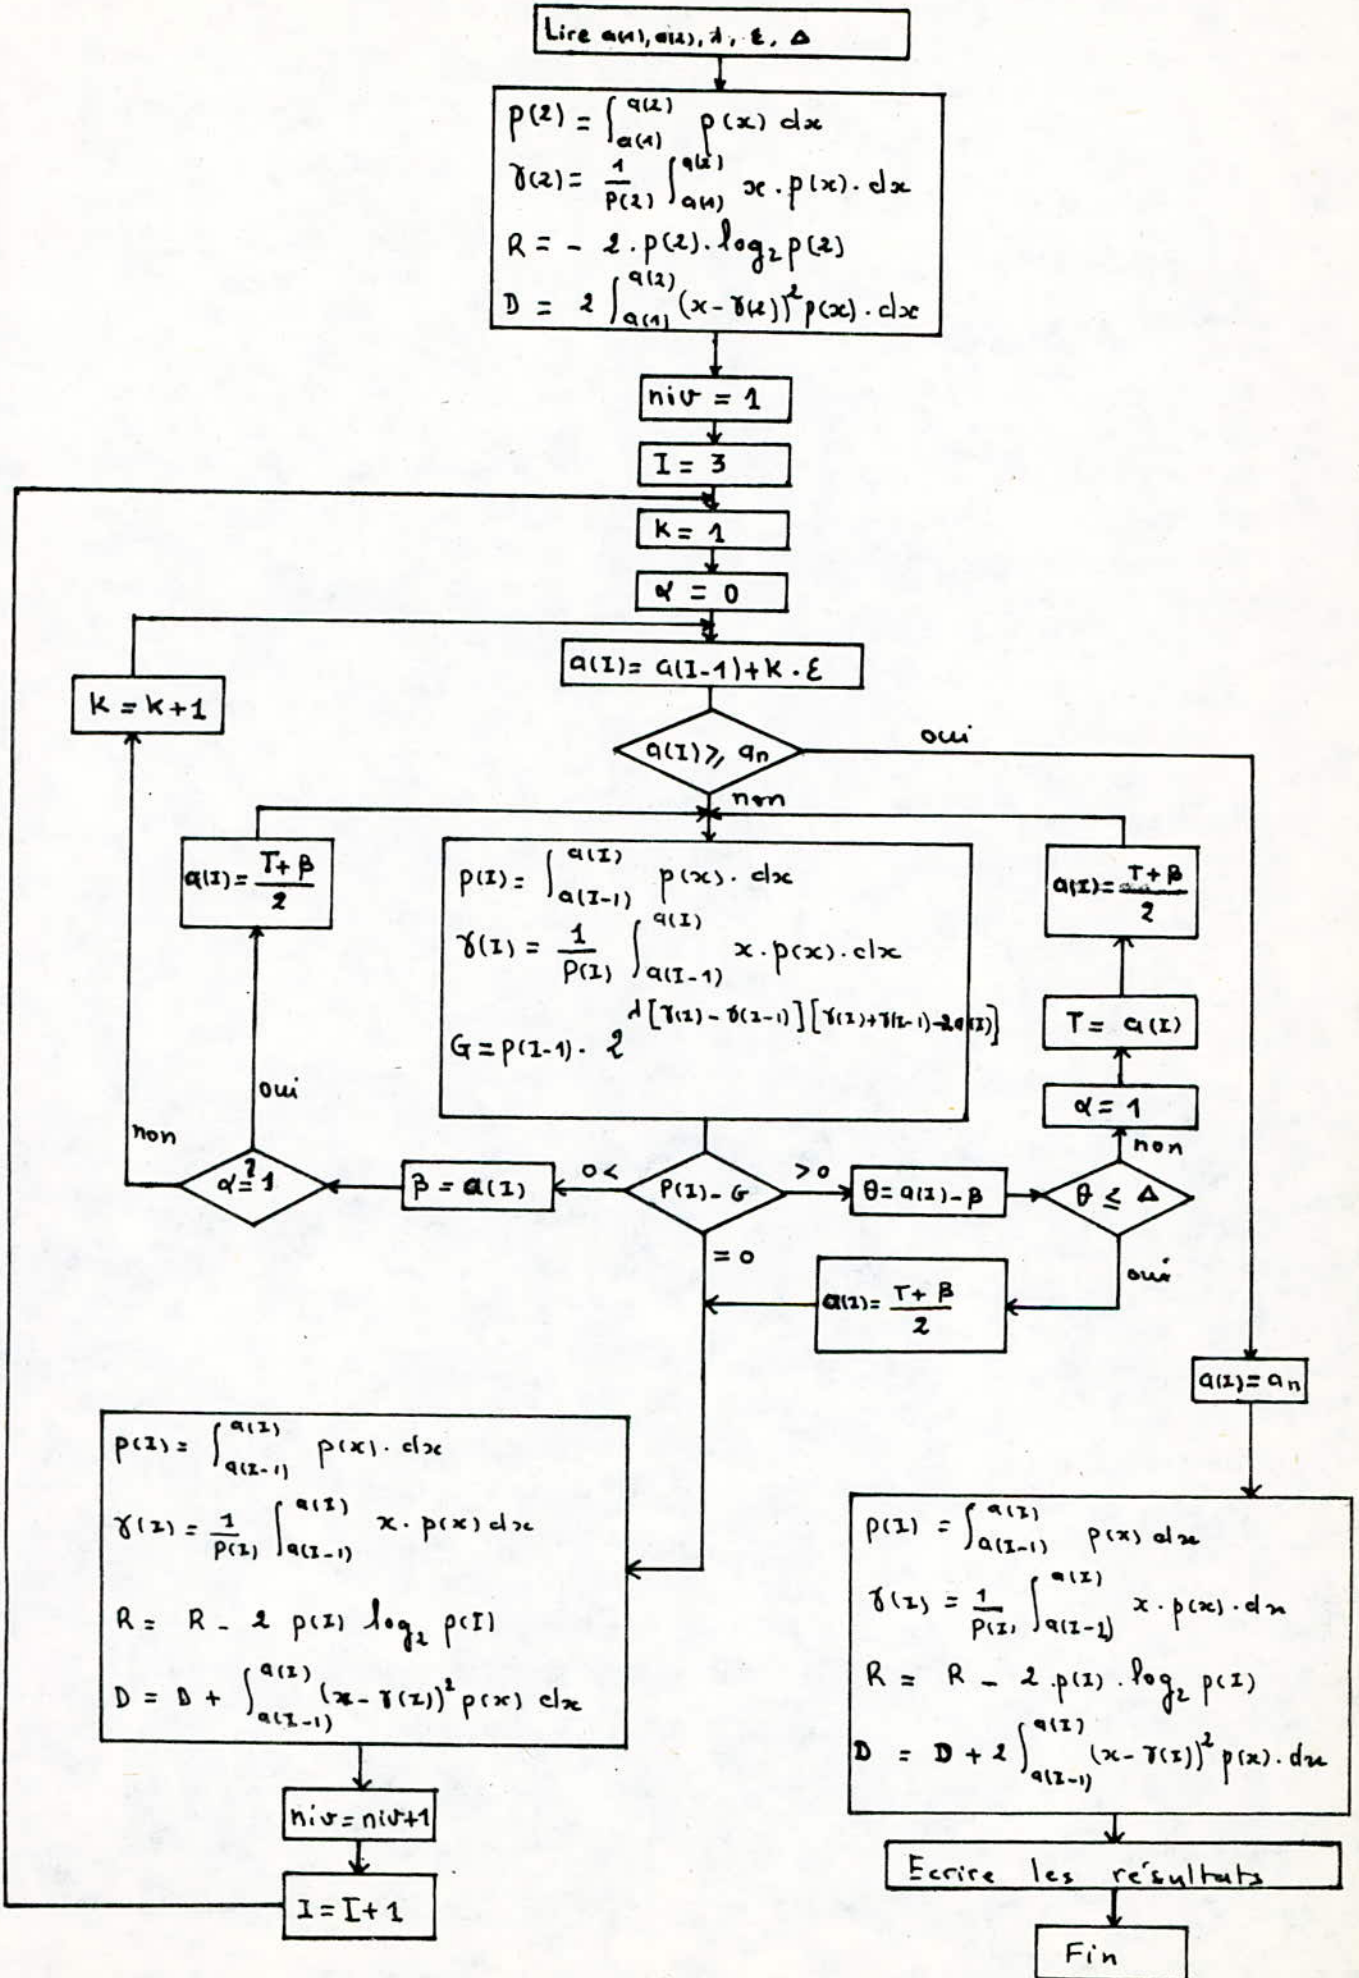 Lire a(1), a(2), λ, ε, Δ
p(2) = ∫_{a(1)}^{a(2)} p(x) dx
γ(2) = 1/P(2) ∫_{a(1)}^{a(2)} x . p(x) . dx
R = - 2 . p(2) . log₂ p(2)
D = 2 ∫_{a(1)}^{a(2)} (x - γ(2))² p(x) . dx
niv = 1
I = 3
K = 1
α = 0
a(I) = a(I-1) + K . ε
K = K + 1
a(I) ⩾ aₙ
oui
non
a(I) = (T + β)/2
p(I) = ∫_{a(I-1)}^{a(I)} p(x) . dx
γ(I) = 1/P(I) ∫_{a(I-1)}^{a(I)} x . p(x) . dx
G = p(I-1) . 2^{λ[γ(I) - γ(I-1)][γ(I) + γ(I-1) - 2a(I)]}
a(I) = (T + β)/2
T = a(I)
α = 1
non
oui
non
α ?= 1
β = a(I)
0 <
P(I) - G
> 0
θ = a(I) - β
θ ≤ Δ
= 0
oui
a(I) = (T + β)/2
a(I) = aₙ
p(I) = ∫_{a(I-1)}^{a(I)} p(x) . dx
γ(I) = 1/P(I) ∫_{a(I-1)}^{a(I)} x . p(x) dx
R = R - 2 p(I) log₂ p(I)
D = D + ∫_{a(I-1)}^{a(I)} (x - γ(I))² p(x) dx
niv = niv + 1
I = I + 1
p(I) = ∫_{a(I-1)}^{a(I)} p(x) dx
γ(I) = 1/P(I) ∫_{a(I-1)}^{a(I)} x . p(x) . dx
R = R - 2 . p(I) . log₂ p(I)
D = D + 2 ∫_{a(I-1)}^{a(I)} (x - γ(I))² p(x) . dx
Ecrire les résultats
Fin